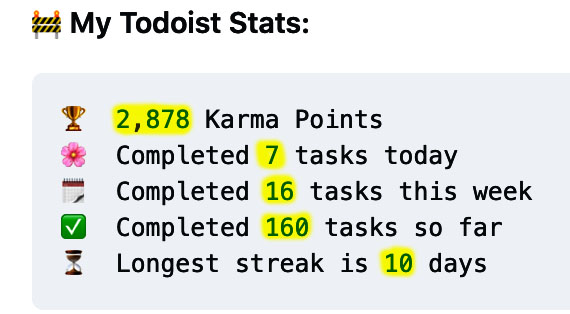 🚧 My Todoist Stats:
🏆 2,878 Karma Points
🌸 Completed 7 tasks today
🗓 Completed 16 tasks this week
✅ Completed 160 tasks so far
⏳ Longest streak is 10 days